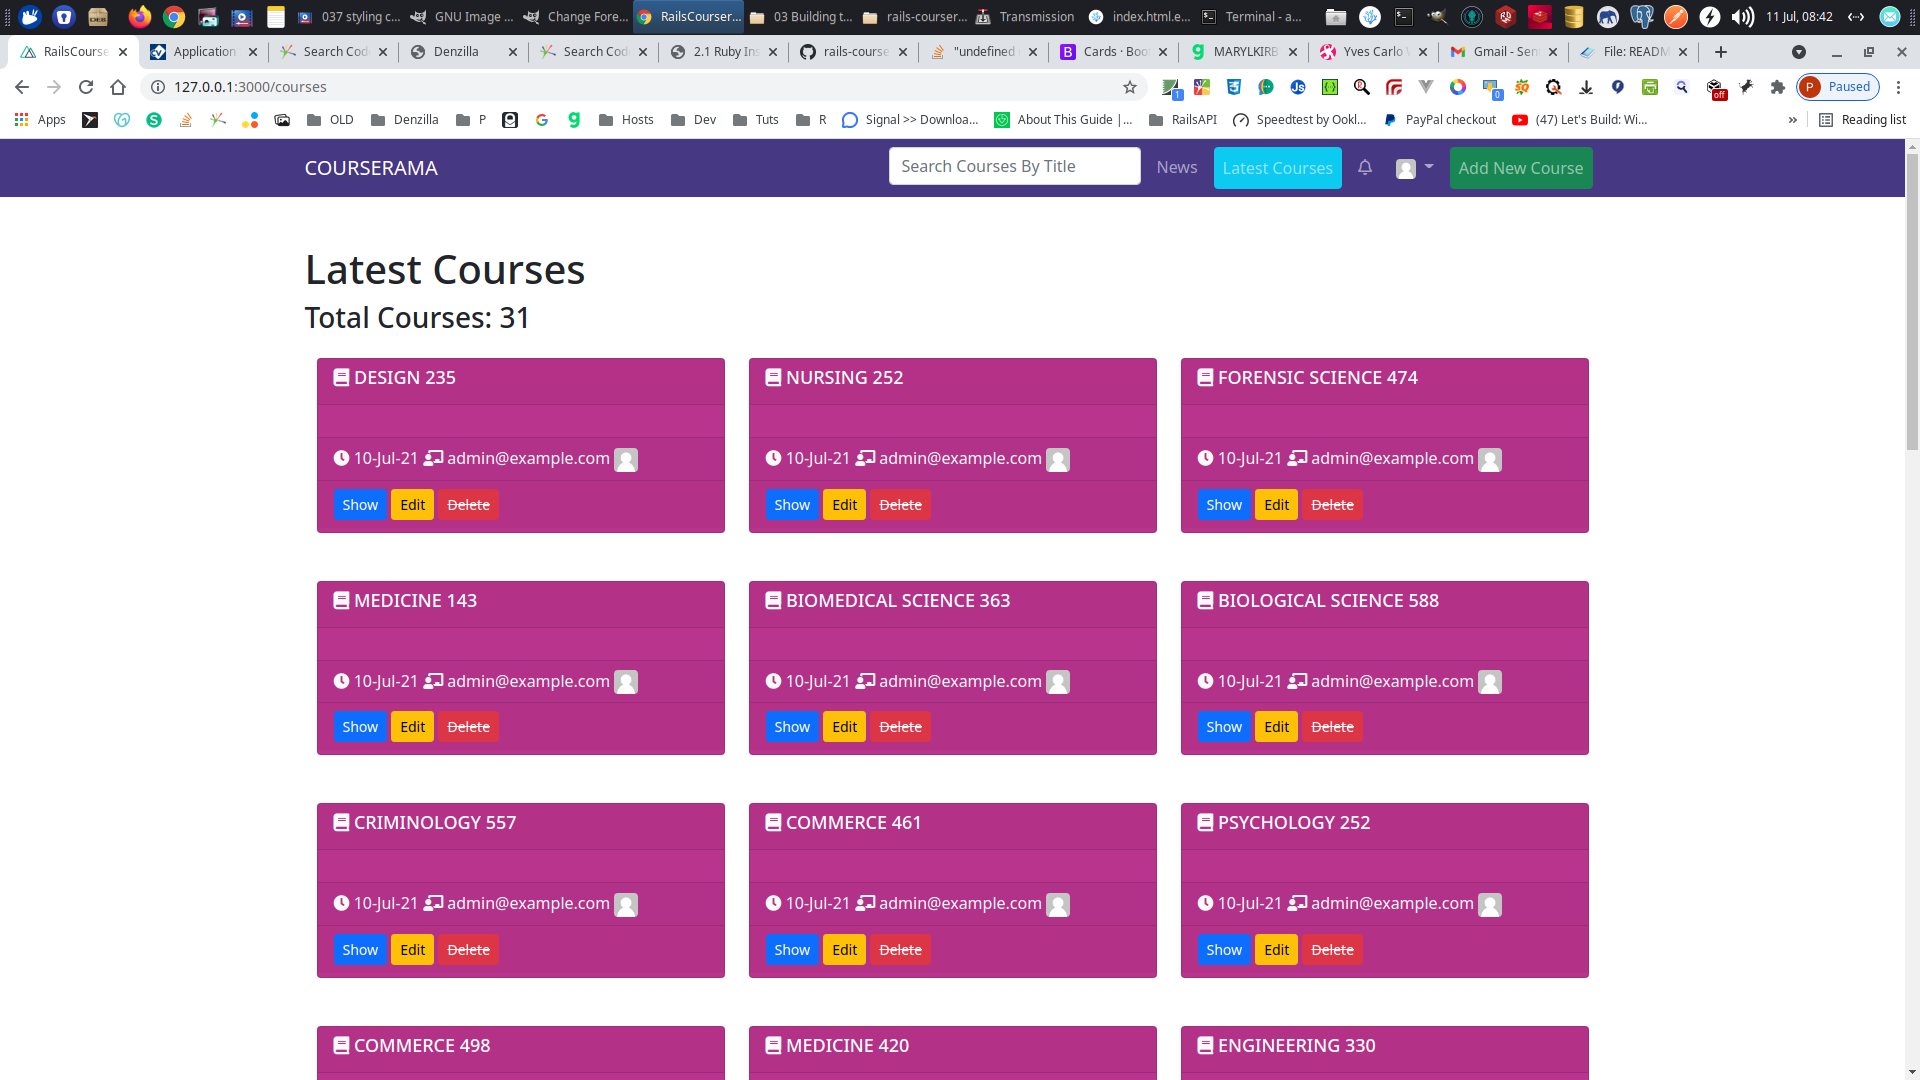 037 styling c... GNU Image ... Change Fore... RailsCourser... 03 Building t... rails-courser... Transmission index.html.e... Terminal - a... 11 Jul, 08:42
RailsCourse Application Search Cod Denzilla Search Cod 2.1 Ruby Ins rails-course "undefined Cards · Boo MARYLKIRB Yves Carlo Gmail - Sen File: READM
127.0.0.1:3000/courses 1 0 off P Paused
Apps OLD Denzilla P Hosts Dev Tuts R Signal >> Downloa... About This Guide |... RailsAPI Speedtest by Ookl... PayPal checkout (47) Let's Build: Wi... » Reading list
COURSERAMA Search Courses By Title News Latest Courses Add New Course
Latest Courses
Total Courses: 31
DESIGN 235 NURSING 252 FORENSIC SCIENCE 474
10-Jul-21 admin@example.com 10-Jul-21 admin@example.com 10-Jul-21 admin@example.com
Show Edit Delete Show Edit Delete Show Edit Delete
MEDICINE 143 BIOMEDICAL SCIENCE 363 BIOLOGICAL SCIENCE 588
10-Jul-21 admin@example.com 10-Jul-21 admin@example.com 10-Jul-21 admin@example.com
Show Edit Delete Show Edit Delete Show Edit Delete
CRIMINOLOGY 557 COMMERCE 461 PSYCHOLOGY 252
10-Jul-21 admin@example.com 10-Jul-21 admin@example.com 10-Jul-21 admin@example.com
Show Edit Delete Show Edit Delete Show Edit Delete
COMMERCE 498 MEDICINE 420 ENGINEERING 330